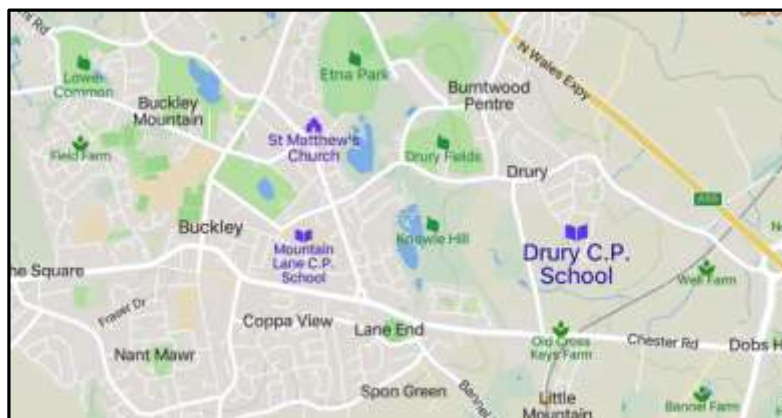 Lower
Common
Etna Park
N Wales Expy
Burntwood
Pentre
Buckley
Mountain
St Matthew's
Church
Field Farm
Drury Fields
Drury
A55
Buckley
Mountain
Lane C.P.
School
Knowle Hill
Drury C.P.
School
Well Farm
he Square
Fraser Dr
Coppa View
Lane End
Old Cross
Keys Farm
Chester Rd
Dobs H
Nant Mawr
Spon Green
Bannel
Little
Mountain
Bannel Farm